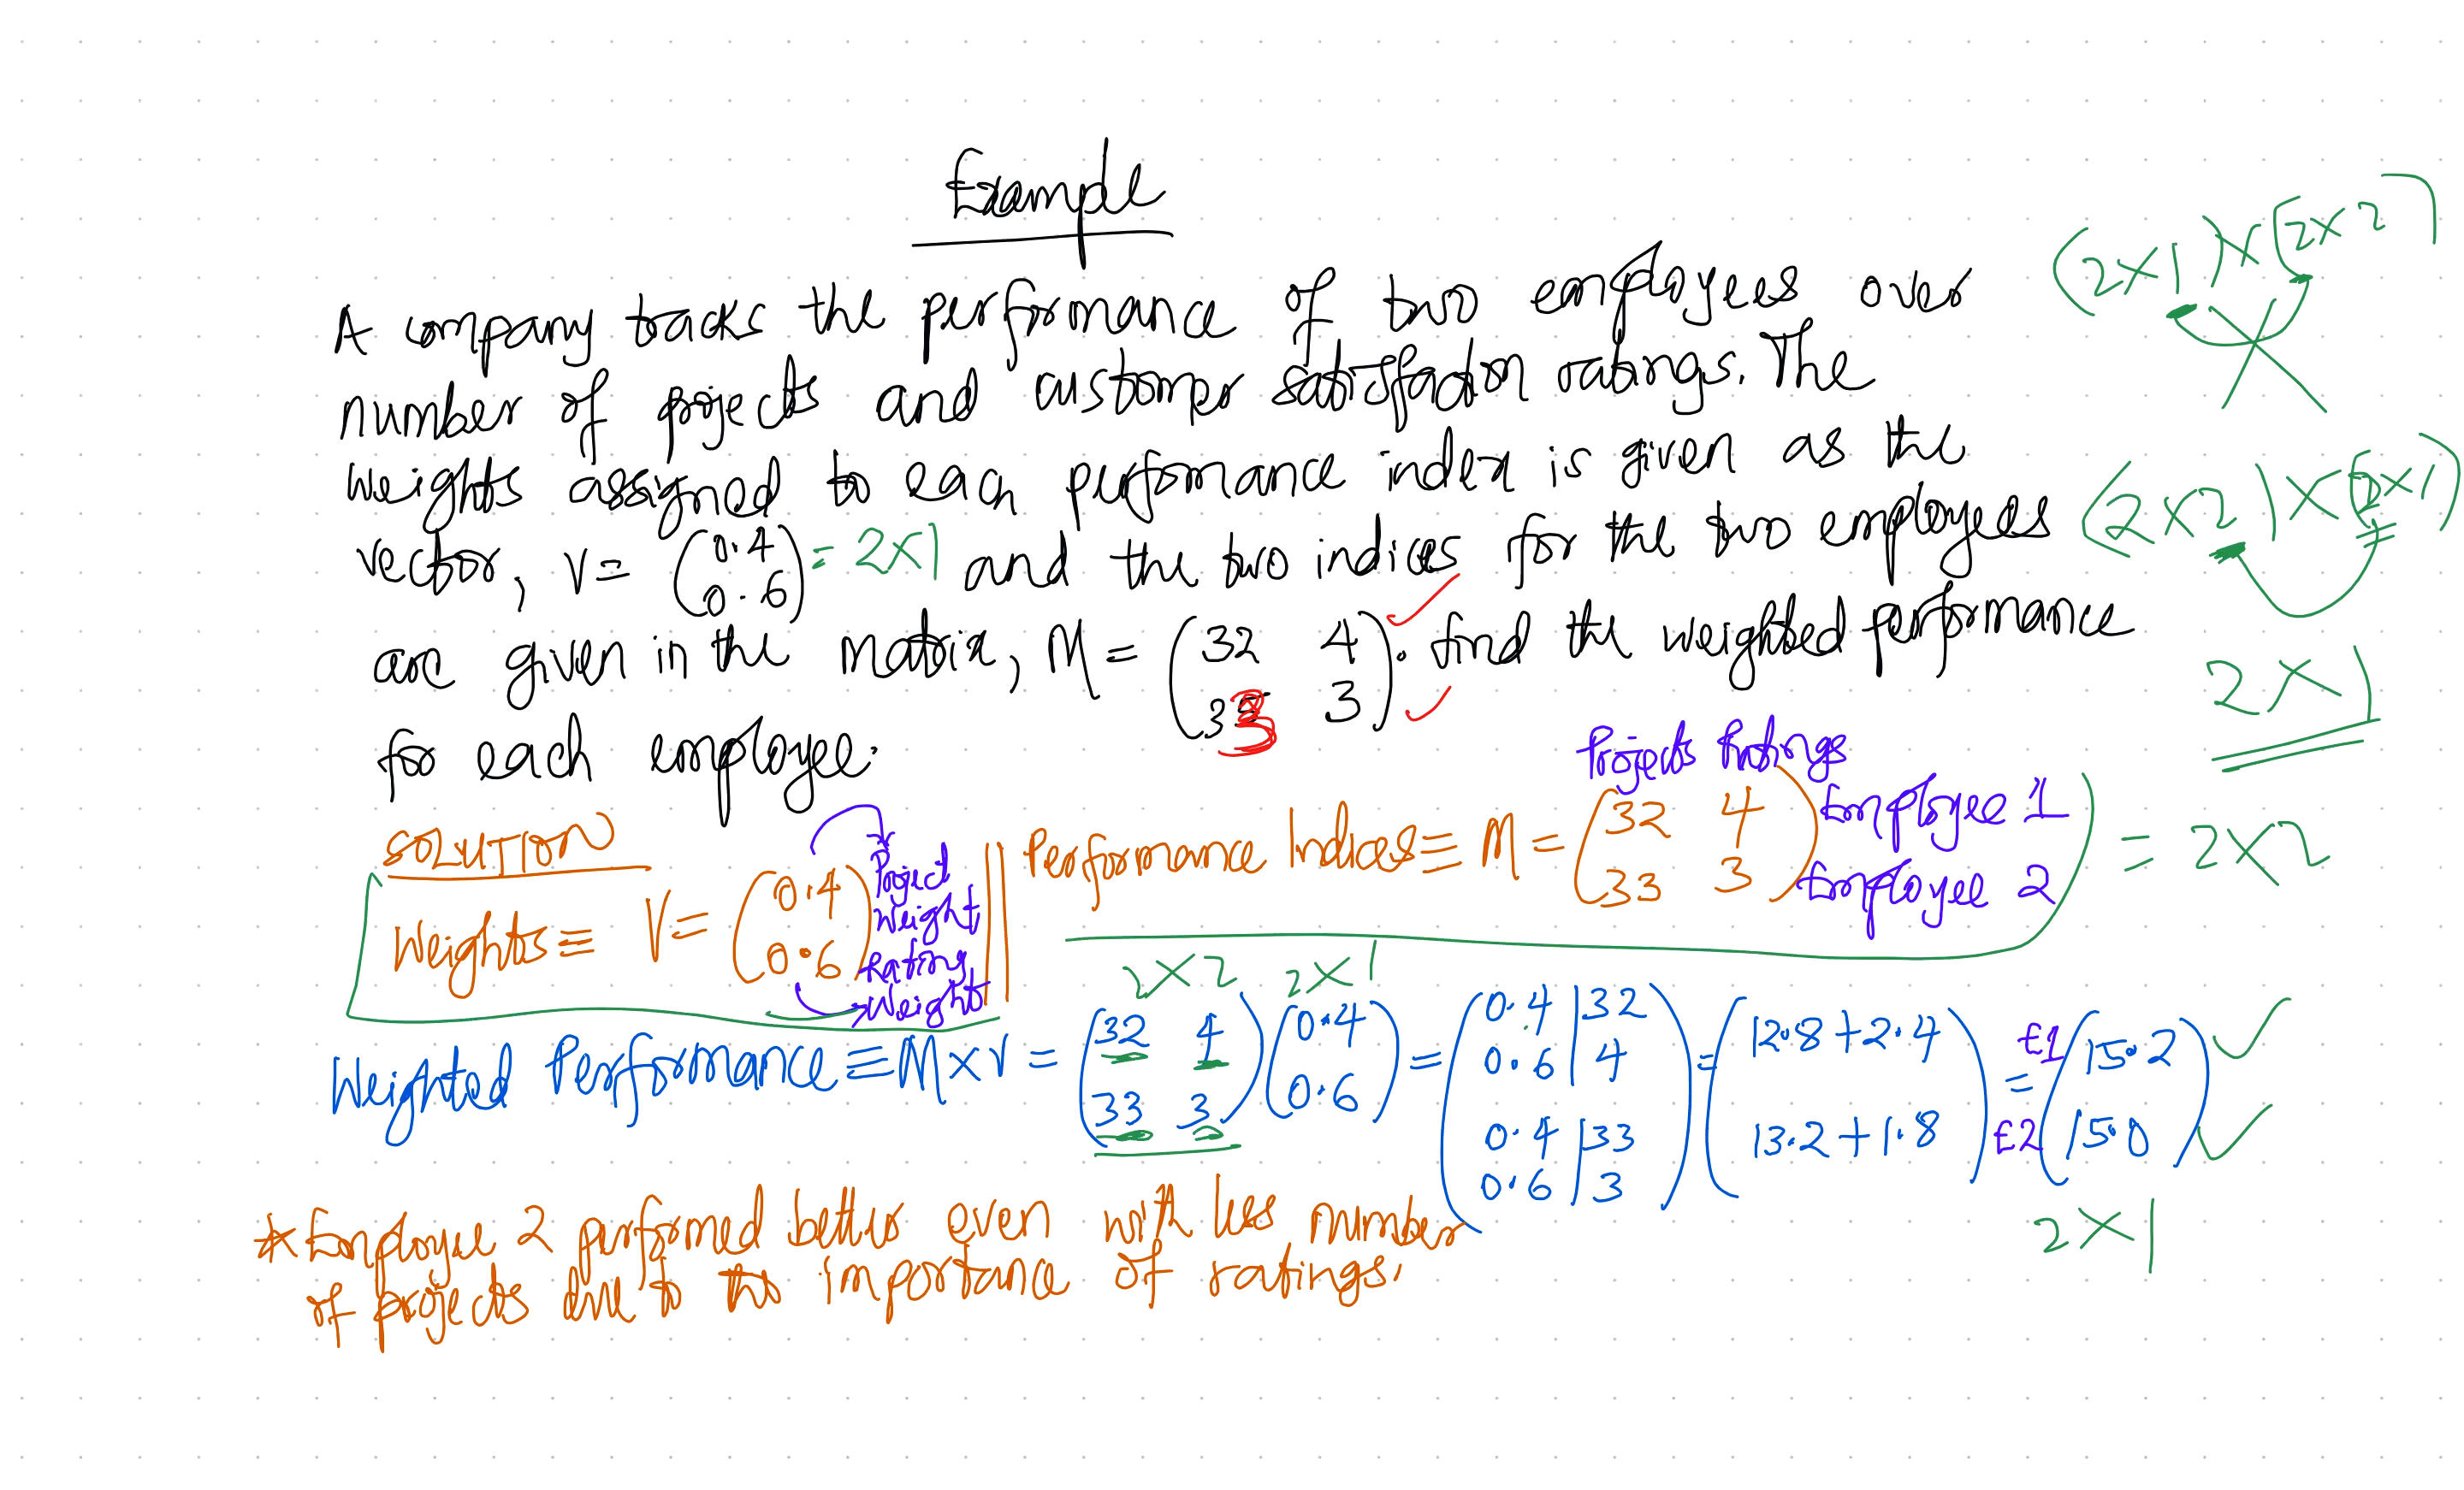 Example
A company tracks the performance of two employees over
number of projects and customer satisfaction ratings. The
weights assigned to each performance index is given as the
vector, V = (0.4 0.6) = 2x1 and the two indices for the two employees
are given in the matrix, M = (32 4 33 3). Find the weighted performance
for each employee.
(2x1) x (2x2)
(2x2) x (2x1)
2x1
Solution
Weights ≡ V = (0.4 0.6)
Project weight
Rating weight
Projects Ratings
Performance Indices ≡ M = (32 4 Employee 1
33 3) Employee 2
= 2x2
2x2 2x1
Weighted Performance ≡ M x V = (32 4 33 3) (0.4 0.6) = (0.4|32 0.6|4 0.4|33 0.6|3) = (12.8+2.4 13.2+1.8) = E1 (15.2 E2 15.0)
2x1
* Employee 2 performed better even with less number
of projects due to the importance of ratings.